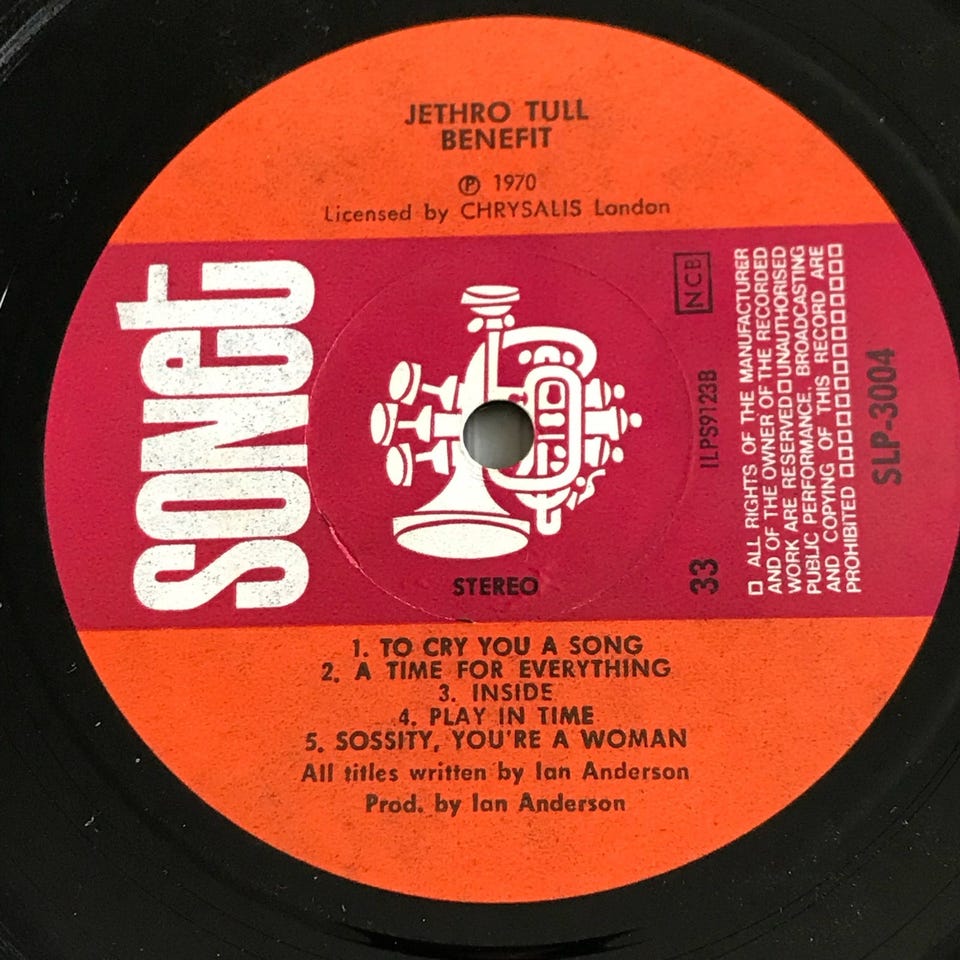 JETHRO TULL
BENEFIT
Ⓟ 1970
Licensed by CHRYSALIS London
SONET
NCB
ILPS9123B
□ ALL RIGHTS OF THE MANUFACTURER
AND OF THE OWNER OF THE RECORDED
WORK ARE RESERVED □ UNAUTHORISED
PUBLIC PERFORMANCE, BROADCASTING
AND COPYING OF THIS RECORD ARE
PROHIBITED □□□□□□□□□□□□
SLP-3004
STEREO
33
1. TO CRY YOU A SONG
2. A TIME FOR EVERYTHING
3. INSIDE
4. PLAY IN TIME
5. SOSSITY, YOU'RE A WOMAN
All titles written by Ian Anderson
Prod. by Ian Anderson